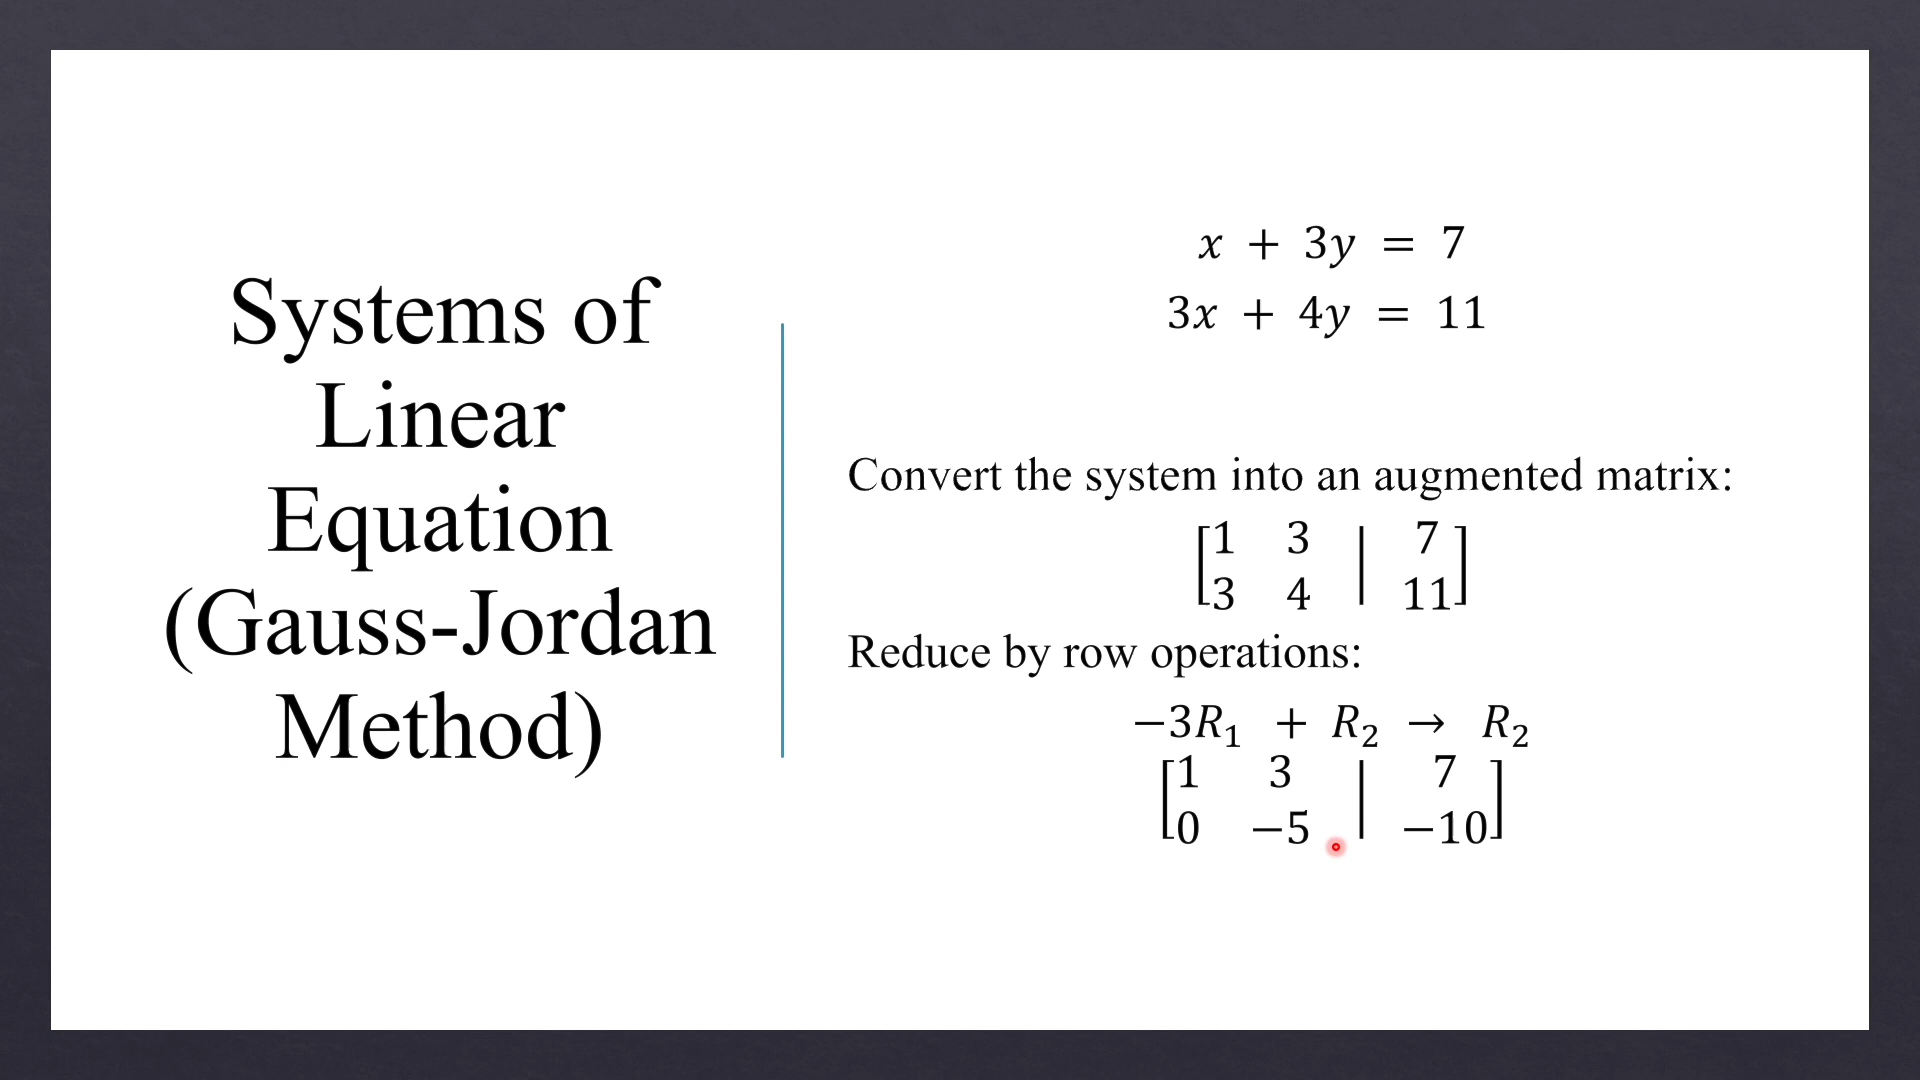 Systems of
Linear
Equation
(Gauss-Jordan
Method)
x + 3y = 7
3x + 4y = 11
Convert the system into an augmented matrix:
[1 3 | 7]
[3 4 | 11]
Reduce by row operations:
−3R₁ + R₂ → R₂
[1 3 | 7]
[0 −5 | −10]